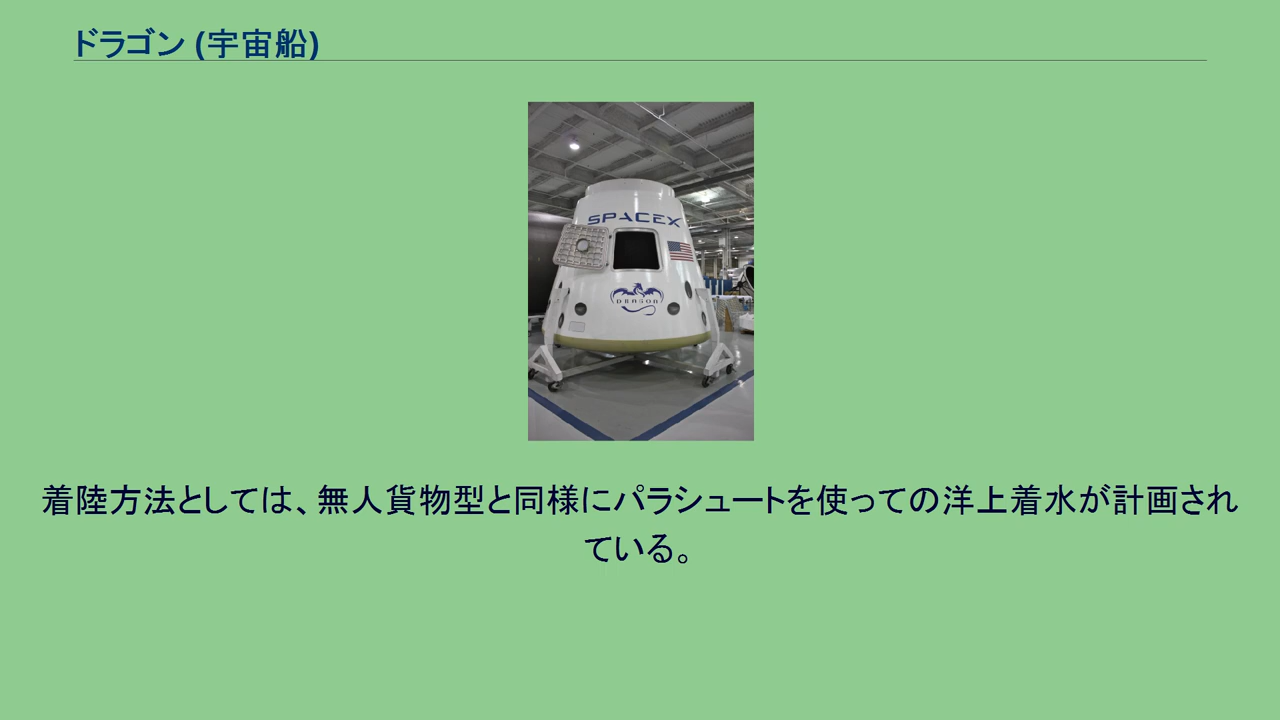 ドラゴン (宇宙船)
SPACEX
DRAGON
着陸方法としては、無人貨物型と同様にパラシュートを使っての洋上着水が計画され
ている。